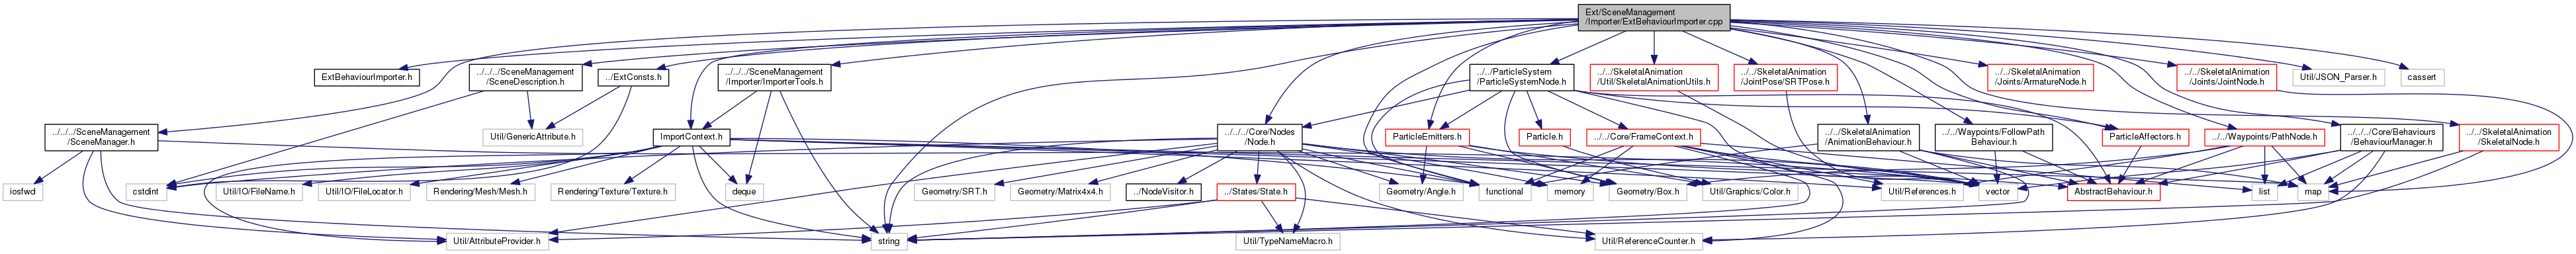 Ext/SceneManagement
/Importer/ExtBehaviourImporter.cpp
ExtBehaviourImporter.h
../../../SceneManagement
/SceneDescription.h
../ExtConsts.h
../../../SceneManagement
/Importer/ImporterTools.h
../../ParticleSystem
/ParticleSystemNode.h
../../SkeletalAnimation
/Util/SkeletalAnimationUtils.h
../../SkeletalAnimation
/JointPose/SRTPose.h
../../SkeletalAnimation
/Joints/ArmatureNode.h
../../SkeletalAnimation
/Joints/JointNode.h
Util/JSON_Parser.h
cassert
../../../SceneManagement
/SceneManager.h
Util/GenericAttribute.h
ImportContext.h
../../../Core/Nodes
/Node.h
ParticleEmitters.h
Particle.h
../../Core/FrameContext.h
../../SkeletalAnimation
/AnimationBehaviour.h
../../Waypoints/FollowPath
Behaviour.h
ParticleAffectors.h
../../Waypoints/PathNode.h
../../../Core/Behaviours
/BehaviourManager.h
../../SkeletalAnimation
/SkeletalNode.h
iosfwd
cstdint
Util/IO/FileName.h
Util/IO/FileLocator.h
Rendering/Mesh/Mesh.h
Rendering/Texture/Texture.h
deque
Geometry/SRT.h
Geometry/Matrix4x4.h
../NodeVisitor.h
../States/State.h
Geometry/Angle.h
functional
memory
Geometry/Box.h
Util/Graphics/Color.h
Util/References.h
vector
AbstractBehaviour.h
list
map
Util/AttributeProvider.h
string
Util/TypeNameMacro.h
Util/ReferenceCounter.h